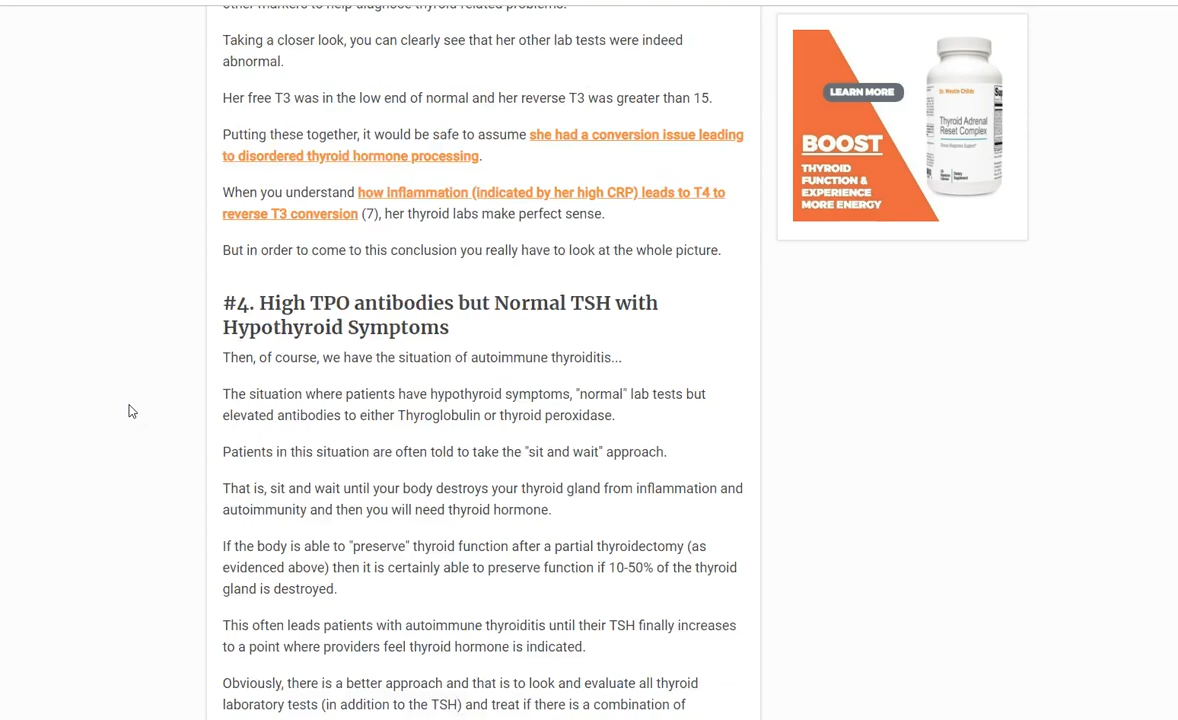 other markers to help diagnose thyroid related problems.
Taking a closer look, you can clearly see that her other lab tests were indeed
abnormal.
Her free T3 was in the low end of normal and her reverse T3 was greater than 15.
Putting these together, it would be safe to assume she had a conversion issue leading
to disordered thyroid hormone processing.
When you understand how inflammation (indicated by her high CRP) leads to T4 to
reverse T3 conversion (7), her thyroid labs make perfect sense.
But in order to come to this conclusion you really have to look at the whole picture.
#4. High TPO antibodies but Normal TSH with
Hypothyroid Symptoms
Then, of course, we have the situation of autoimmune thyroiditis...
The situation where patients have hypothyroid symptoms, "normal" lab tests but
elevated antibodies to either Thyroglobulin or thyroid peroxidase.
Patients in this situation are often told to take the "sit and wait" approach.
That is, sit and wait until your body destroys your thyroid gland from inflammation and
autoimmunity and then you will need thyroid hormone.
If the body is able to "preserve" thyroid function after a partial thyroidectomy (as
evidenced above) then it is certainly able to preserve function if 10-50% of the thyroid
gland is destroyed.
This often leads patients with autoimmune thyroiditis until their TSH finally increases
to a point where providers feel thyroid hormone is indicated.
Obviously, there is a better approach and that is to look and evaluate all thyroid
laboratory tests (in addition to the TSH) and treat if there is a combination of
LEARN MORE
BOOST
THYROID
FUNCTION &
EXPERIENCE
MORE ENERGY
Dr. Westin Childs
Thyroid Adrenal
Reset Complex